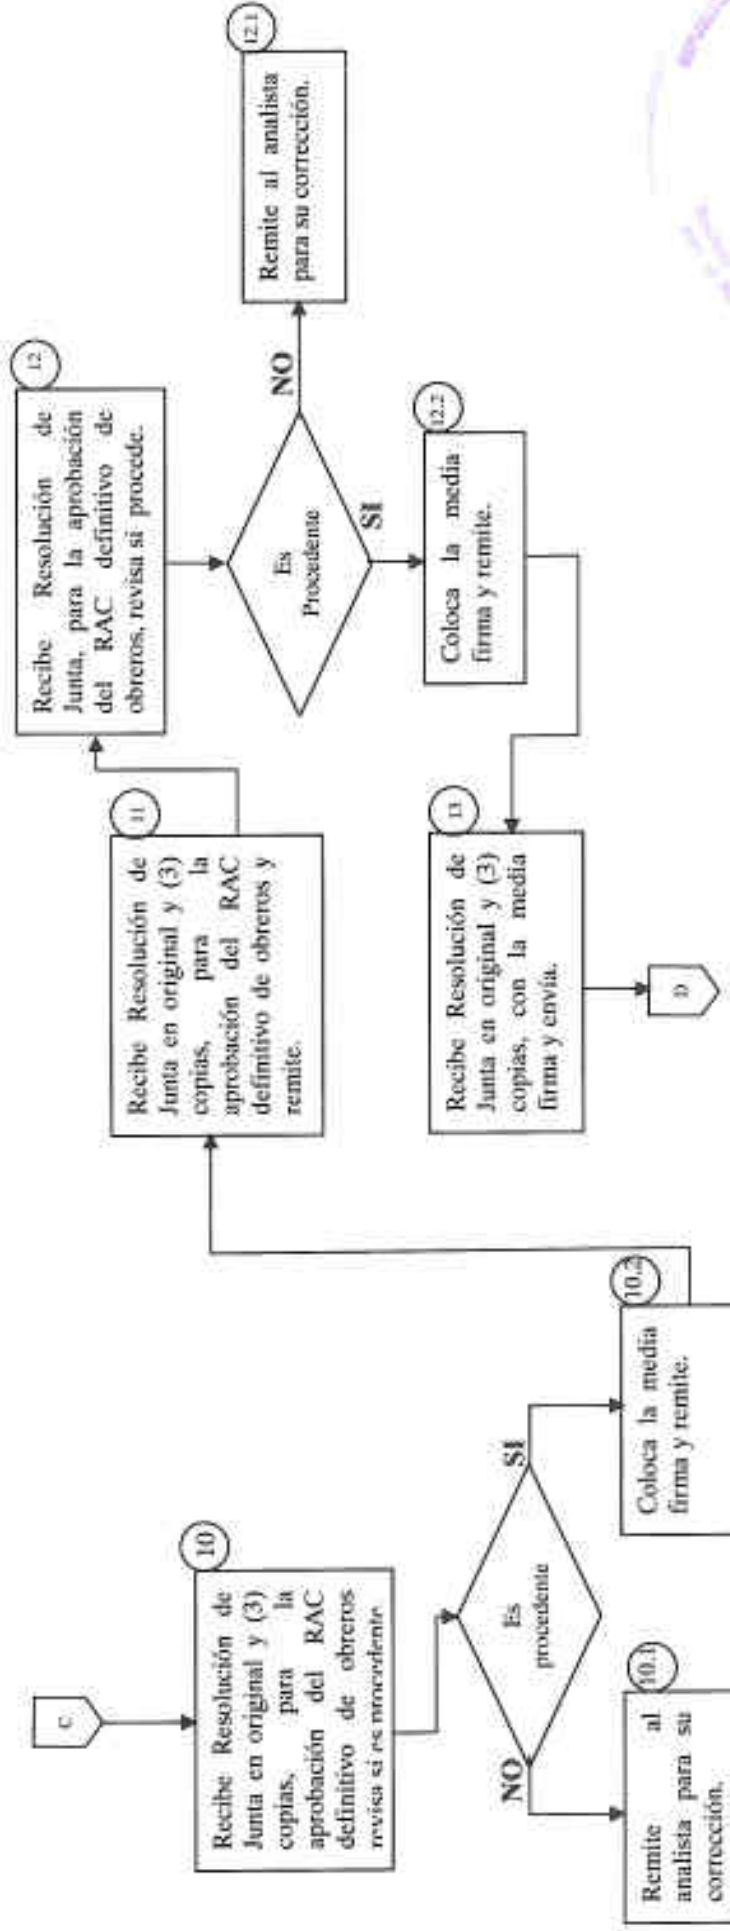 C
10
Recibe Resolución de
Junta en original y (3)
copias, para la
aprobación del RAC
definitivo de obreros
revisa si es procedente
Es
procedente
NO
SI
10.1
Remite al
analista para su
corrección.
10.2
Coloca la media
firma y remite.
11
Recibe Resolución de
Junta en original y (3)
copias, para la
aprobación del RAC
definitivo de obreros y
remite.
12
Recibe Resolución de
Junta, para la aprobación
del RAC definitivo de
obreros, revisa si procede.
Es
Procedente
NO
SI
12.1
Remite al analista
para su corrección.
12.2
Coloca la media
firma y remite.
13
Recibe Resolución de
Junta en original y (3)
copias, con la media
firma y envía.
D